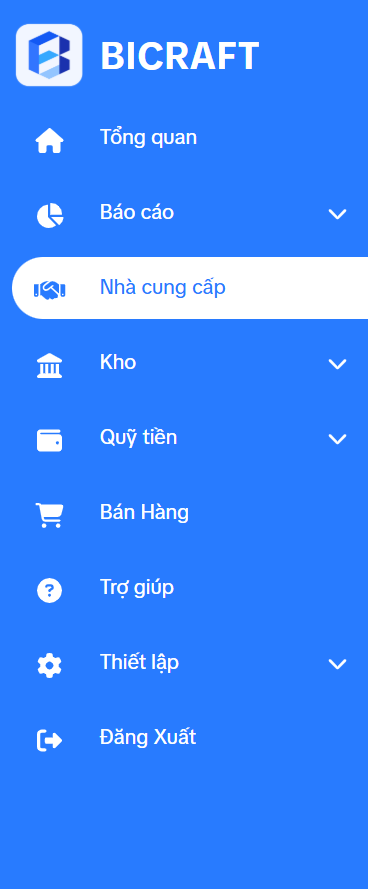 BICRAFT
Tổng quan
Báo cáo
Nhà cung cấp
Kho
Quỹ tiền
Bán Hàng
Trợ giúp
Thiết lập
Đăng Xuất